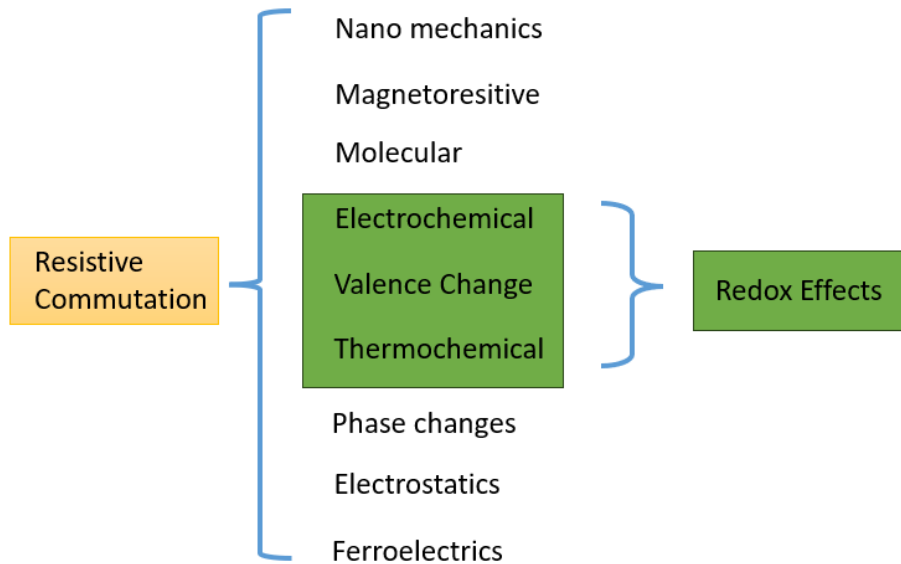 Nano mechanics
Magnetoresitive
Molecular
Electrochemical
Resistive
Commutation
Valence Change
Redox Effects
Thermochemical
Phase changes
Electrostatics
Ferroelectrics